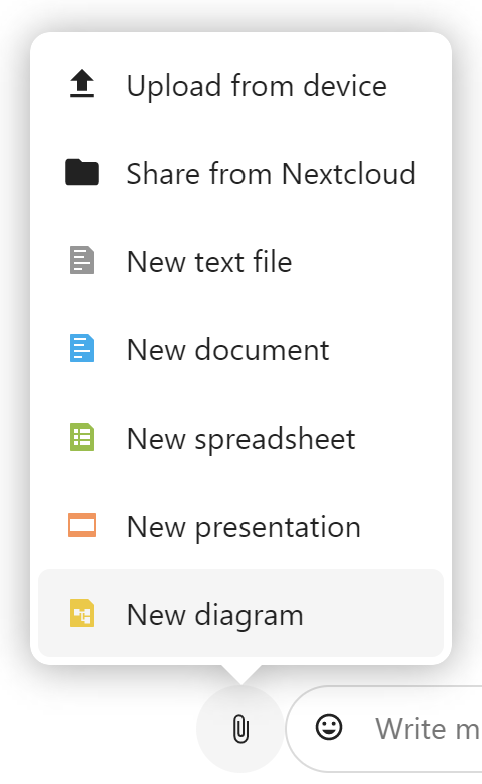 Upload from device
Share from Nextcloud
New text file
New document
New spreadsheet
New presentation
New diagram
Write m